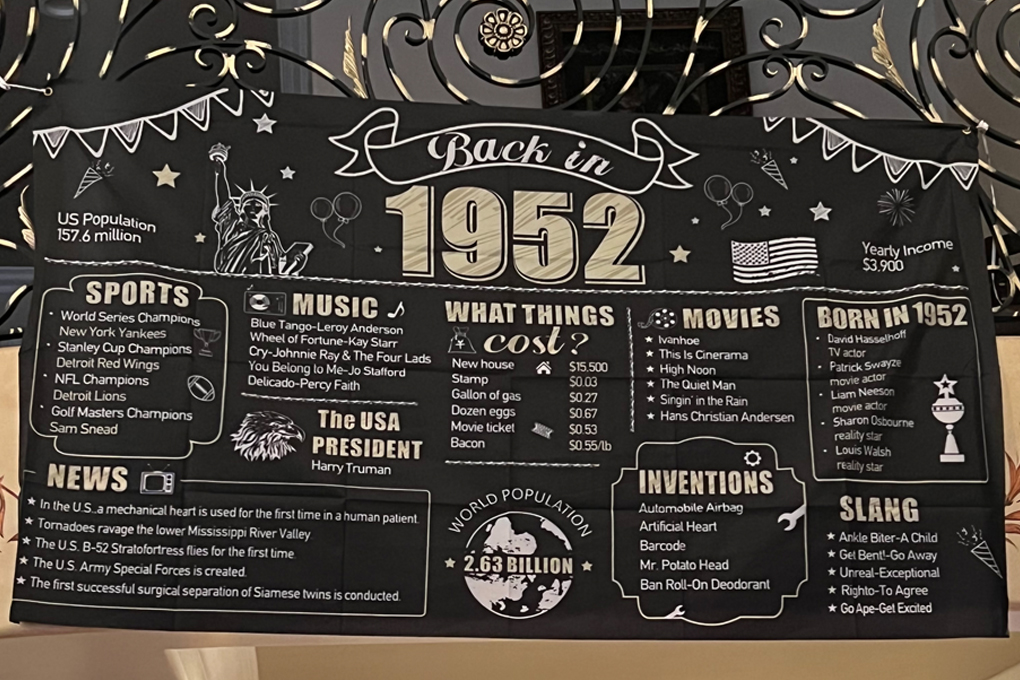 Back in
1952
US Population
157.6 million
Yearly Income
$3,900
SPORTS
World Series Champions
New York Yankees
Stanley Cup Champions
Detroit Red Wings
NFL Champions
Detroit Lions
Golf Masters Champions
Sam Snead
MUSIC
Blue Tango-Leroy Anderson
Wheel of Fortune-Kay Starr
Cry-Johnnie Ray & The Four Lads
You Belong to Me-Jo Stafford
Delicado-Percy Faith
The USA
PRESIDENT
Harry Truman
WHAT THINGS
cost?
New house $15,500
Stamp $0.03
Gallon of gas $0.27
Dozen eggs $0.67
Movie ticket $0.53
Bacon $0.55/lb
MOVIES
Ivanhoe
This Is Cinerama
High Noon
The Quiet Man
Singin' in the Rain
Hans Christian Andersen
BORN IN 1952
David Hasselhoff
TV actor
Patrick Swayze
movie actor
Liam Neeson
movie actor
Sharon Osbourne
reality star
Louis Walsh
reality star
NEWS
In the U.S..a mechanical heart is used for the first time in a human patient.
Tornadoes ravage the lower Mississippi River Valley.
The U.S. B-52 Stratofortress flies for the first time.
The U.S. Army Special Forces is created.
The first successful surgical separation of Siamese twins is conducted.
WORLD POPULATION
2.63 BILLION
INVENTIONS
Automobile Airbag
Artificial Heart
Barcode
Mr. Potato Head
Ban Roll-On Deodorant
SLANG
Ankle Biter-A Child
Get Bent!-Go Away
Unreal-Exceptional
Righto-To Agree
Go Ape-Get Excited